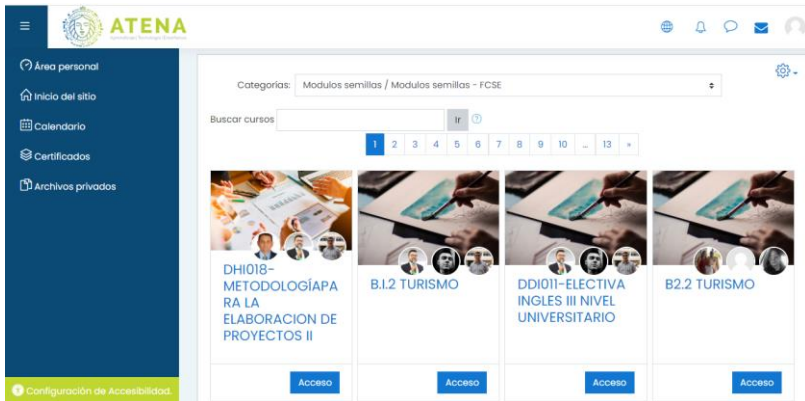 ATENA
Área personal
Inicio del sitio
Calendario
Certificados
Archivos privados
Configuración de Accesibilidad.
Categorías:
Modulos semillas / Modulos semillas - FCSE
Buscar cursos
Ir
1 2 3 4 5 6 7 8 9 10 ... 13 »
DHI018-
METODOLOGÍAPA
RA LA
ELABORACION DE
PROYECTOS II
Acceso
B.I.2 TURISMO
Acceso
DDI011-ELECTIVA
INGLES III NIVEL
UNIVERSITARIO
Acceso
B2.2 TURISMO
Acceso